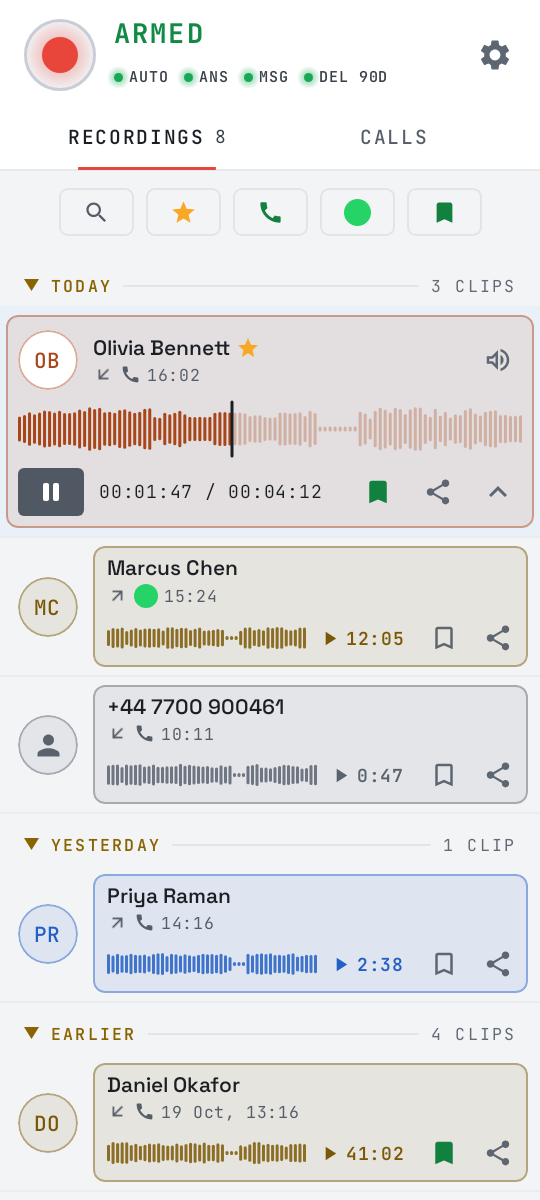 ARMED
AUTO ANS MSG DEL 90D
RECORDINGS 8 CALLS
TODAY 3 CLIPS
OB Olivia Bennett
16:02
00:01:47 / 00:04:12
Marcus Chen
MC 15:24
12:05
+44 7700 900461
10:11
0:47
YESTERDAY 1 CLIP
Priya Raman
PR 14:16
2:38
EARLIER 4 CLIPS
Daniel Okafor
DO 19 Oct, 13:16
41:02